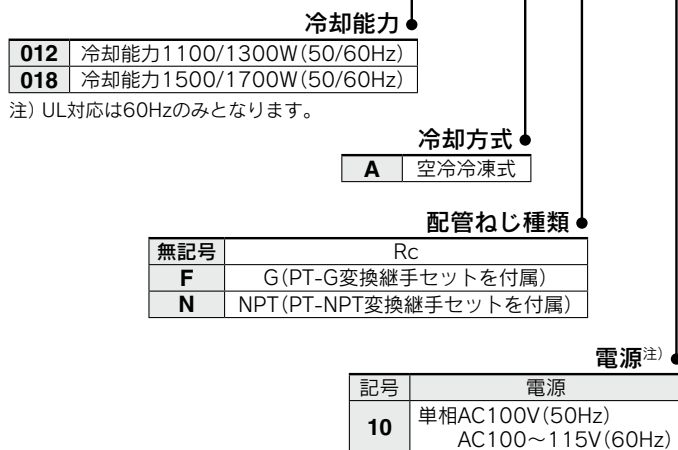 冷却能力
012 冷却能力1100/1300W(50/60Hz)
018 冷却能力1500/1700W(50/60Hz)
注)UL対応は60Hzのみとなります。
冷却方式
A 空冷冷凍式
配管ねじ種類
無記号 Rc
F G(PT-G変換継手セットを付属)
N NPT(PT-NPT変換継手セットを付属)
電源注)
記号 電源
10 単相AC100V(50Hz)
AC100～115V(60Hz)